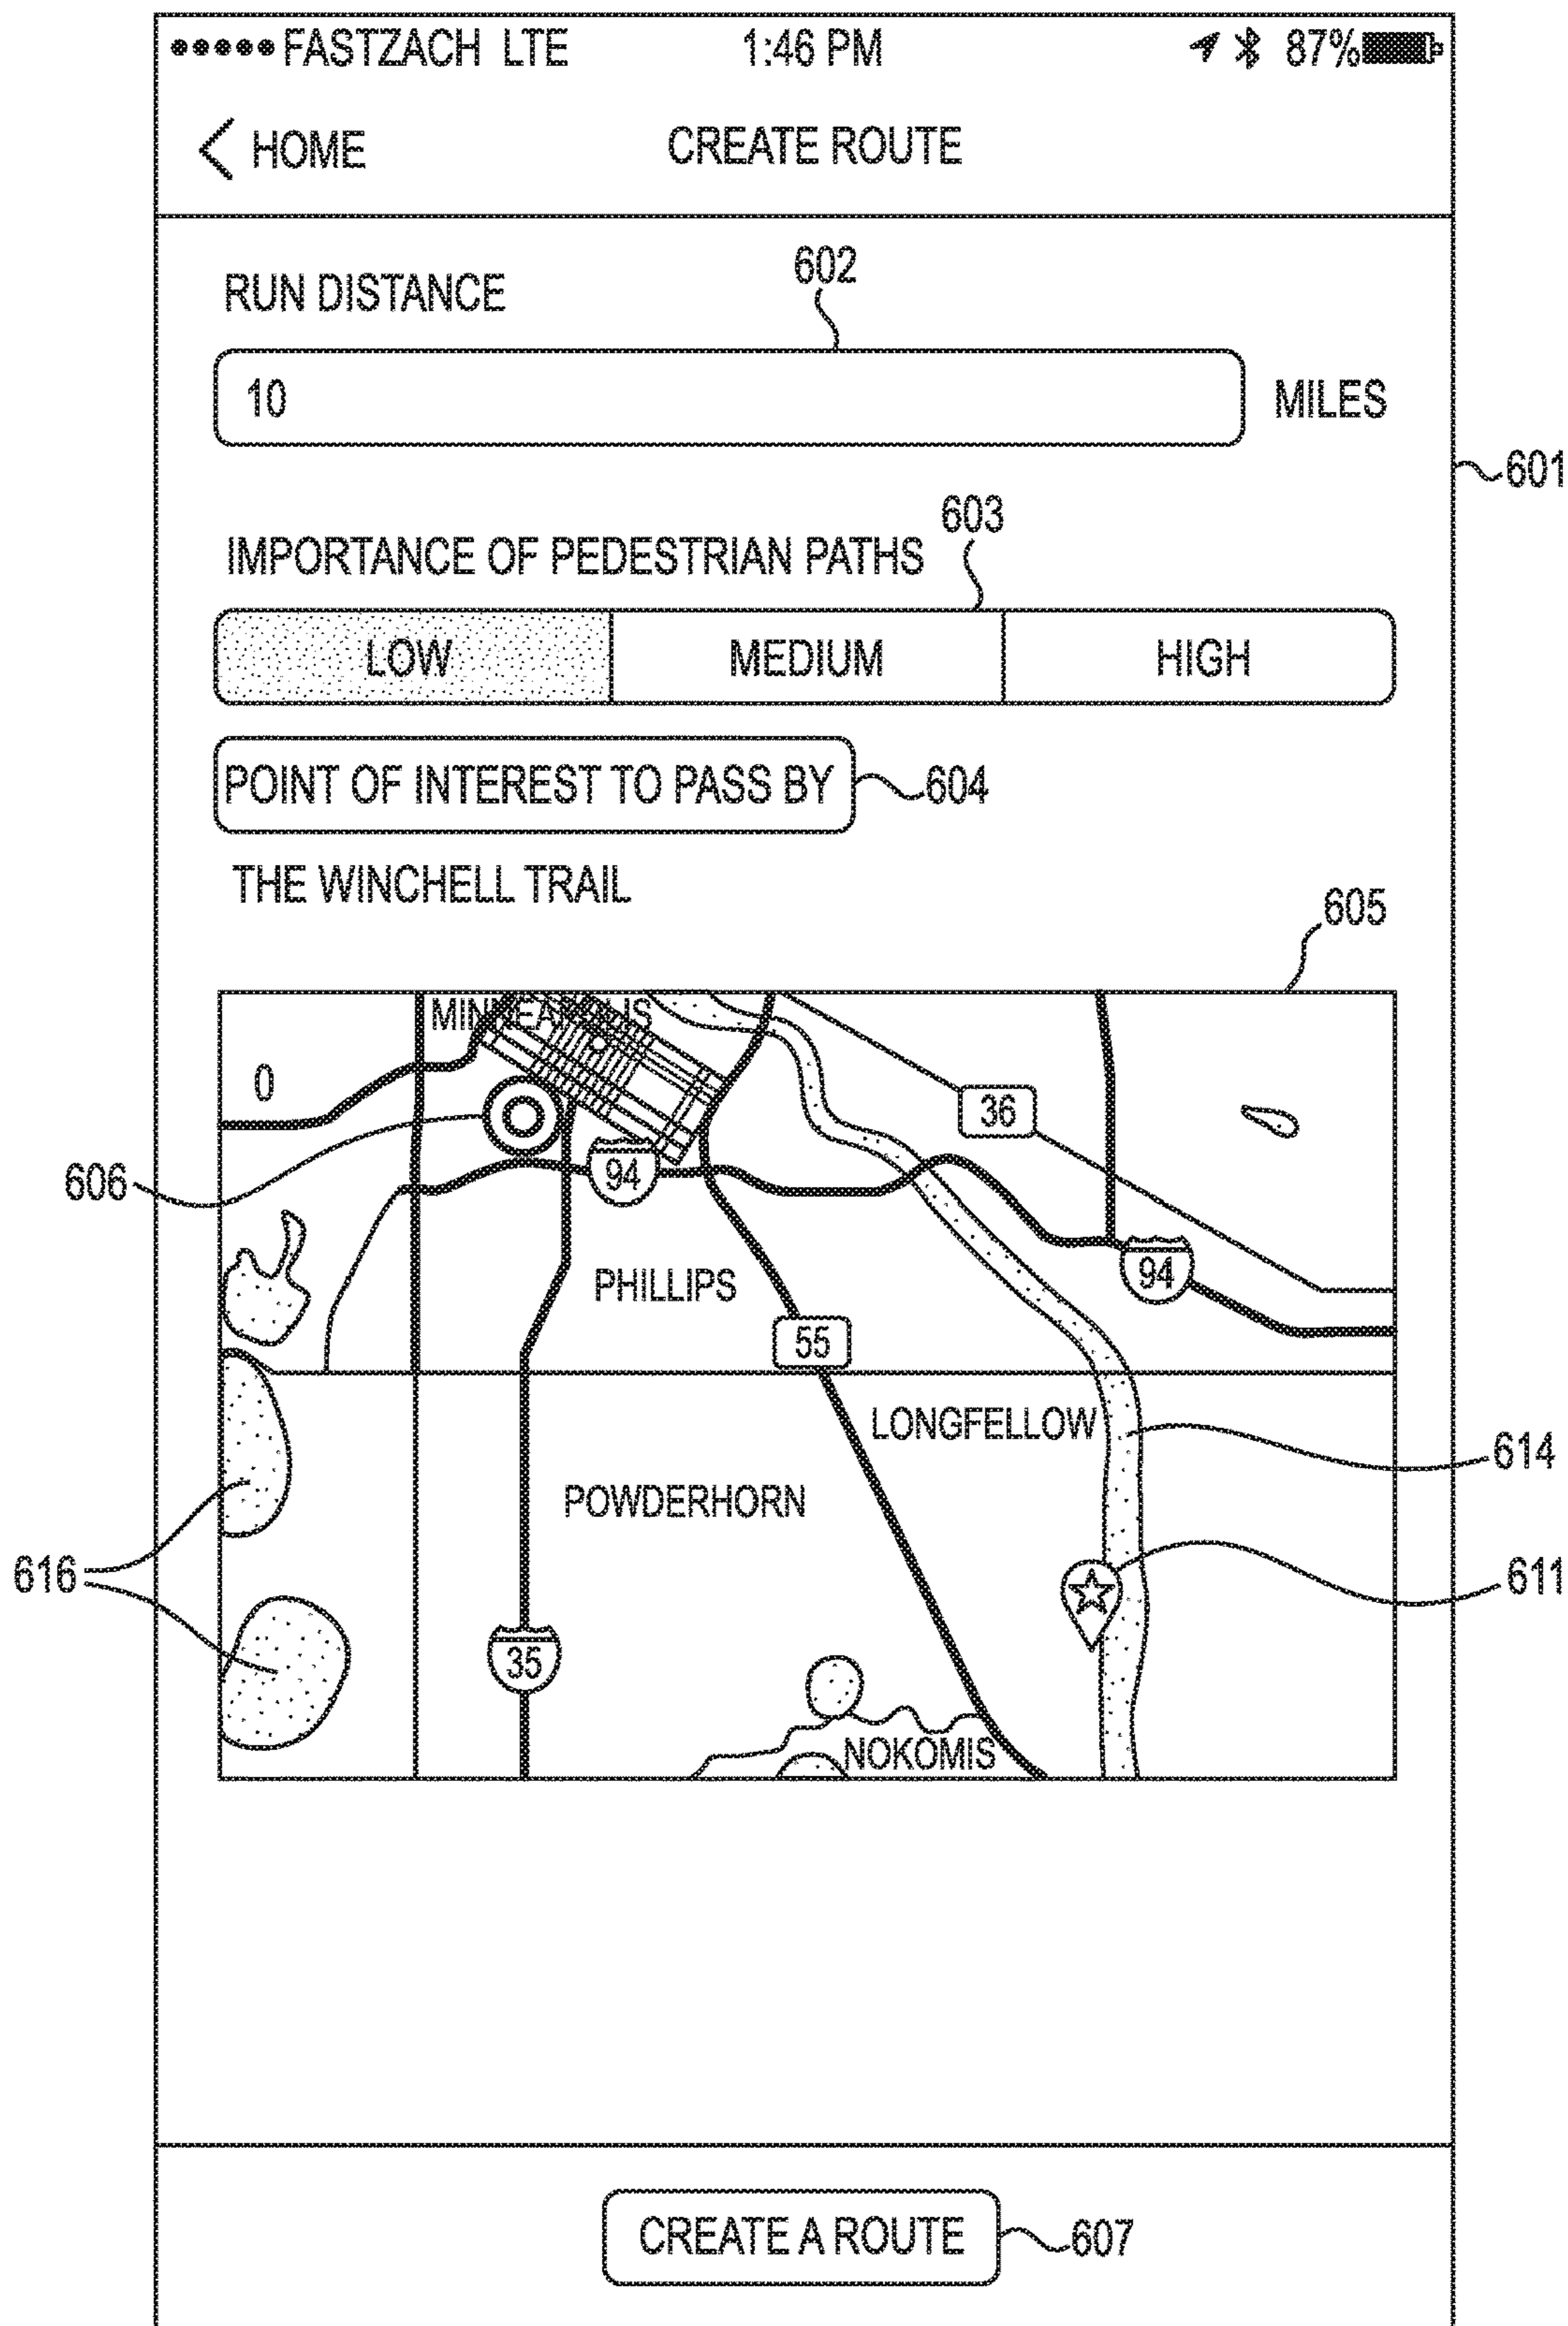 FASTZACH LTE 1:46 PM 87%
< HOME CREATE ROUTE
RUN DISTANCE
602
10 MILES
601
603
IMPORTANCE OF PEDESTRIAN PATHS
LOW MEDIUM HIGH
POINT OF INTEREST TO PASS BY 604
THE WINCHELL TRAIL
605
MINNEAPOLIS
0
36
606
94
94
PHILLIPS
55
LONGFELLOW
614
POWDERHORN
616
611
35
NOKOMIS
CREATE A ROUTE 607